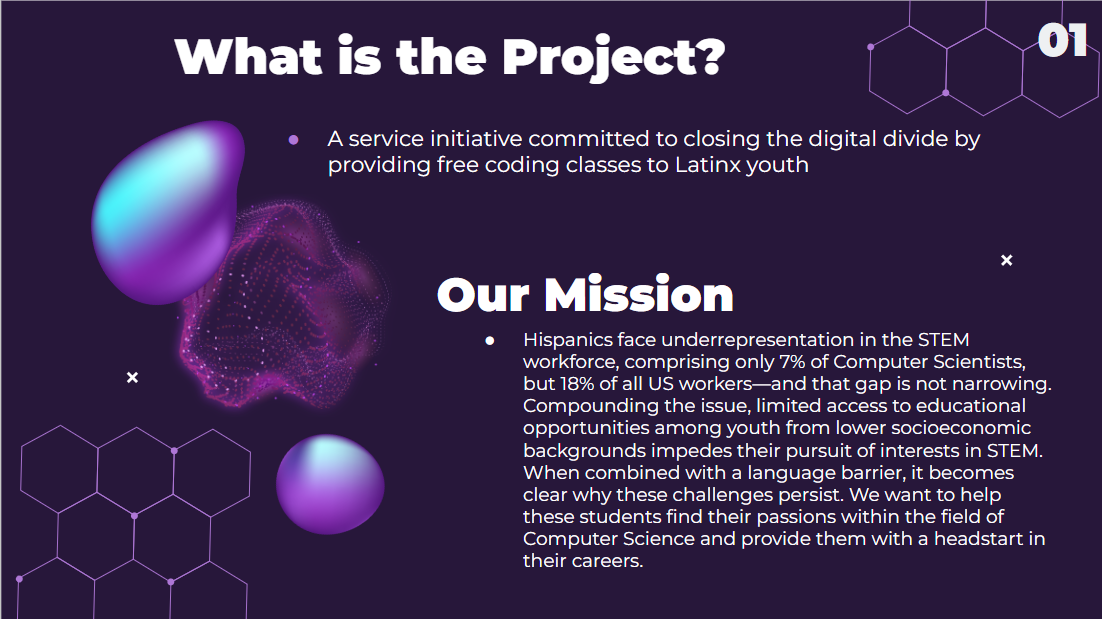 01
What is the Project?
● A service initiative committed to closing the digital divide by
providing free coding classes to Latinx youth
Our Mission
● Hispanics face underrepresentation in the STEM
workforce, comprising only 7% of Computer Scientists,
but 18% of all US workers—and that gap is not narrowing.
Compounding the issue, limited access to educational
opportunities among youth from lower socioeconomic
backgrounds impedes their pursuit of interests in STEM.
When combined with a language barrier, it becomes
clear why these challenges persist. We want to help
these students find their passions within the field of
Computer Science and provide them with a headstart in
their careers.